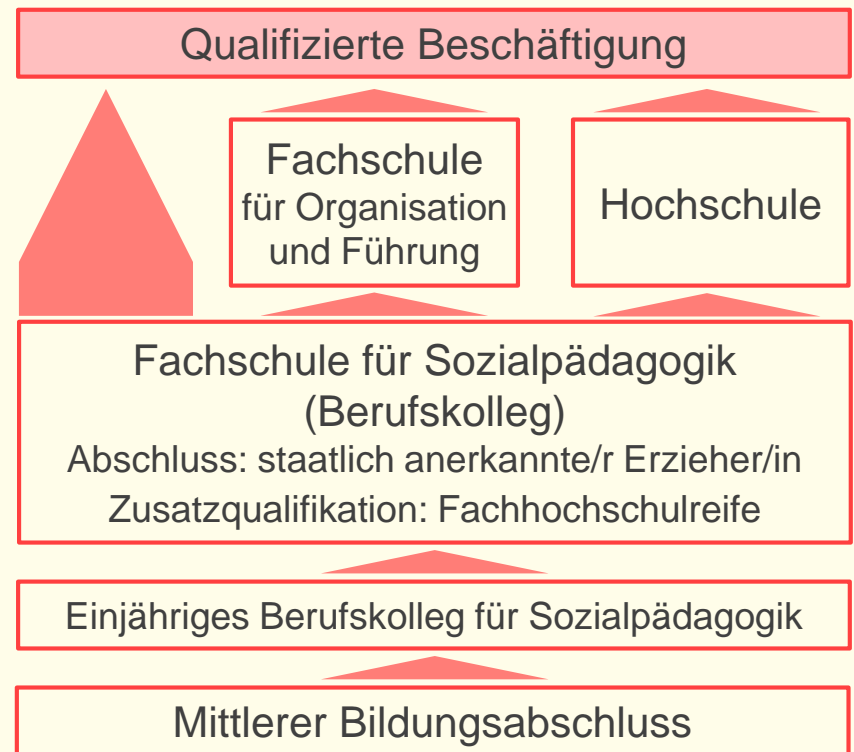 Qualifizierte Beschäftigung
Fachschule
für Organisation
und Führung
Hochschule
Fachschule für Sozialpädagogik
(Berufskolleg)
Abschluss: staatlich anerkannte/r Erzieher/in
Zusatzqualifikation: Fachhochschulreife
Einjähriges Berufskolleg für Sozialpädagogik
Mittlerer Bildungsabschluss